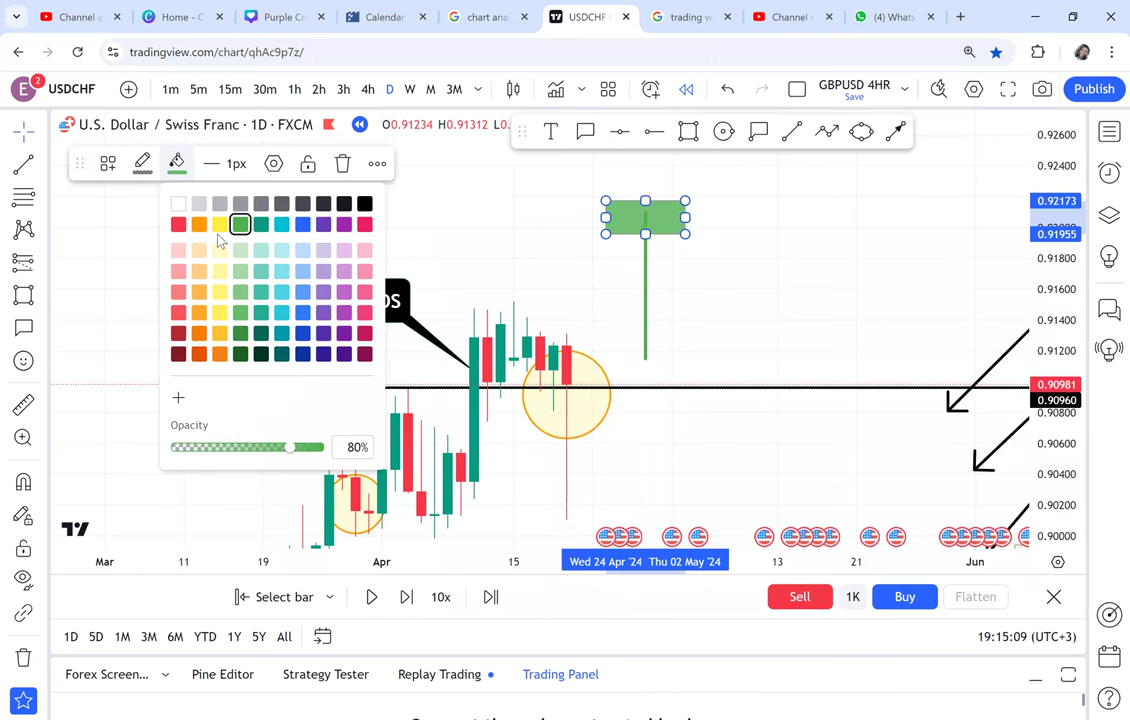 Channel
Home - C
Purple Cr
Calendar
chart anal
USDCHF
trading w
Channel
(4) Whats
tradingview.com/chart/qhAc9p7z/
E
2
USDCHF
1m 5m 15m 30m 1h 2h 3h 4h D W M 3M
GBPUSD 4HR
Save
Publish
U.S. Dollar / Swiss Franc · 1D · FXCM
O0.91234 H0.91312 L0.
1px
Opacity
80%
OS
0.92600
0.92400
0.92173
0.91955
0.91800
0.91600
0.91400
0.91200
0.90981
0.90960
0.90800
0.90600
0.90400
0.90200
0.90000
Mar 11 19 Apr 15 Wed 24 Apr '24 Thu 02 May '24 13 21 Jun
Select bar
10x
Sell
1K
Buy
Flatten
1D 5D 1M 3M 6M YTD 1Y 5Y All
19:15:09 (UTC+3)
Forex Screen...
Pine Editor
Strategy Tester
Replay Trading
Trading Panel